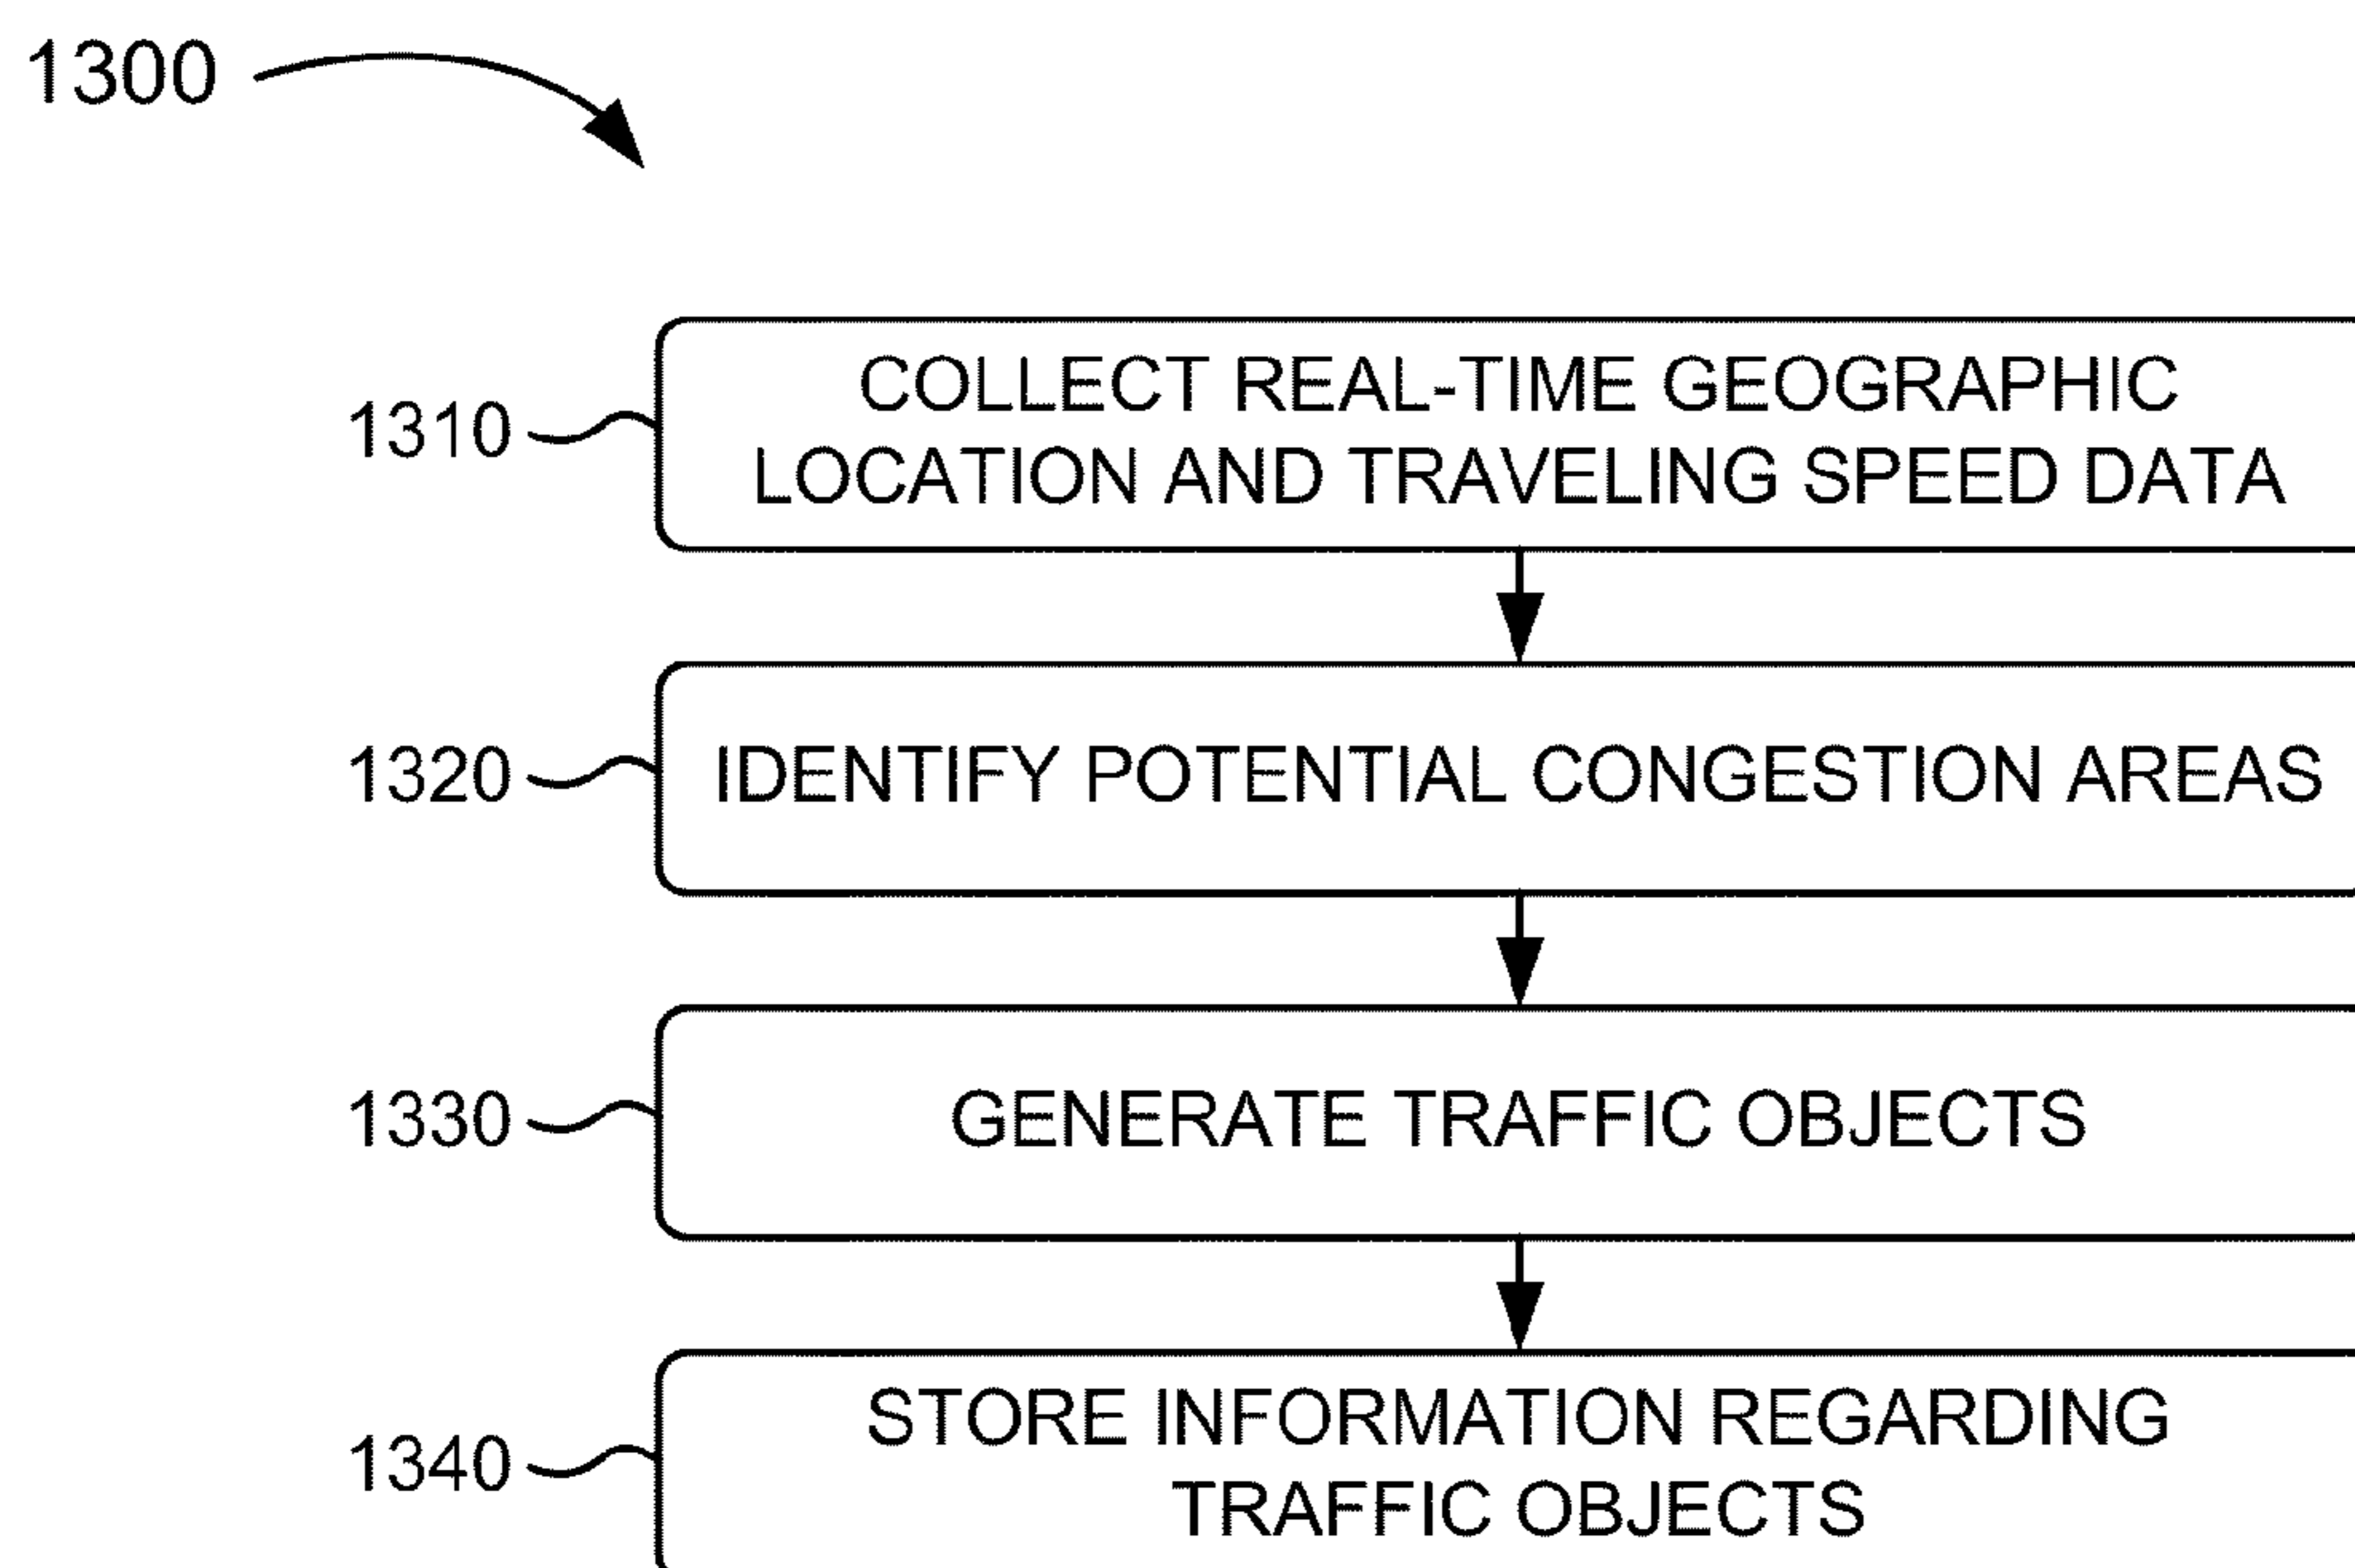 1300
1310
COLLECT REAL-TIME GEOGRAPHIC
LOCATION AND TRAVELING SPEED DATA
1320
IDENTIFY POTENTIAL CONGESTION AREAS
1330
GENERATE TRAFFIC OBJECTS
1340
STORE INFORMATION REGARDING
TRAFFIC OBJECTS